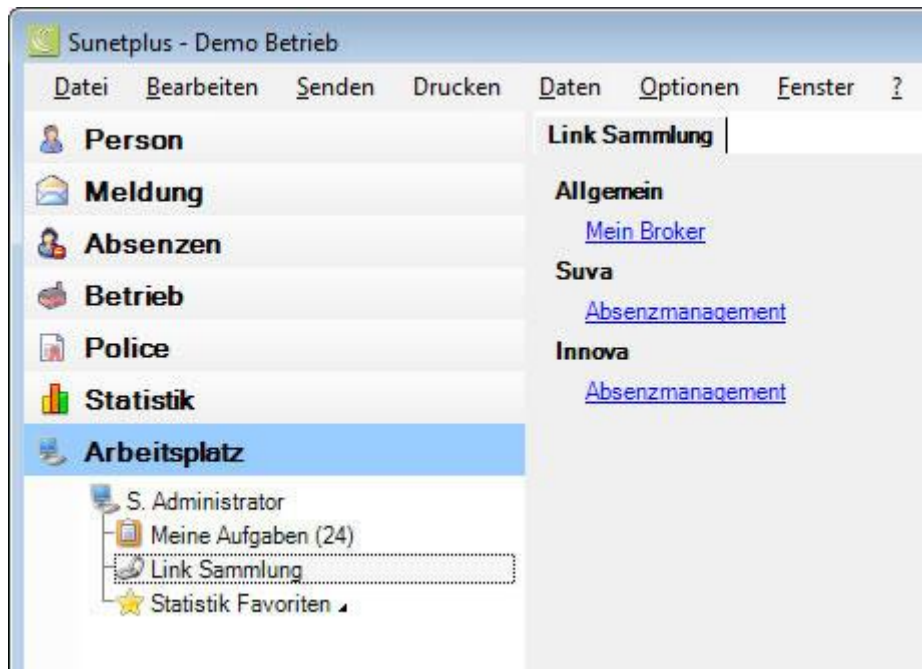 Sunetplus - Demo Betrieb
Datei Bearbeiten Senden Drucken Daten Optionen Fenster ?
Person
Meldung
Absenzen
Betrieb
Police
Statistik
Arbeitsplatz
S. Administrator
Meine Aufgaben (24)
Link Sammlung
Statistik Favoriten
Link Sammlung
Allgemein
Mein Broker
Suva
Absenzmanagement
Innova
Absenzmanagement